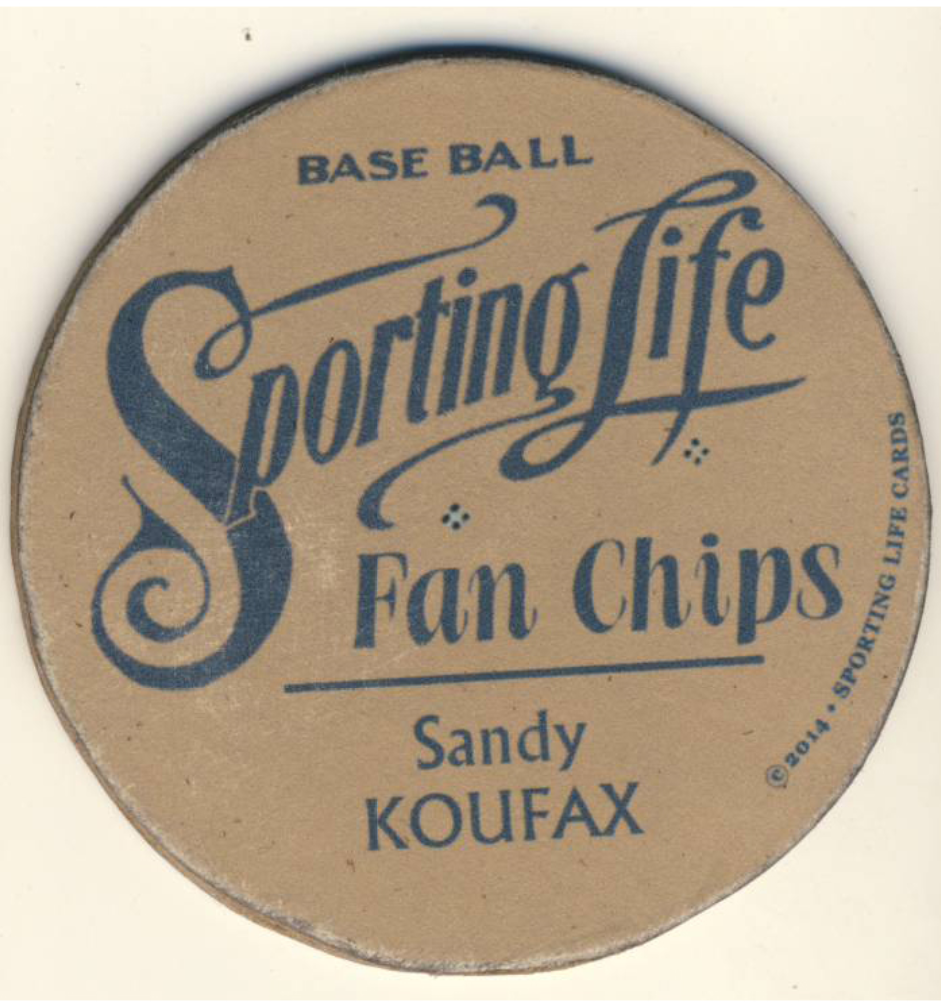 BASE BALL
Sporting Life
Fan Chips
Sandy
KOUFAX
©2014 • SPORTING LIFE CARDS